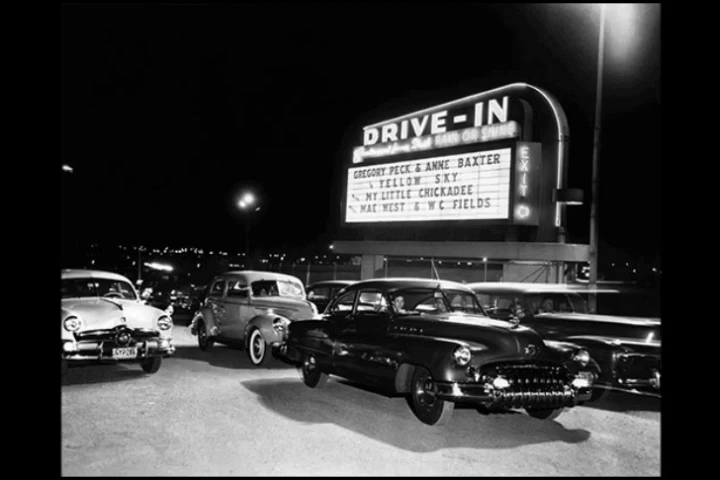 DRIVE-IN
RAIN OR SHINE
GREGORY PECK & ANNE BAXTER
YELLOW SKY
MY LITTLE CHICKADEE
MAE WEST & W C FIELDS
EXIT